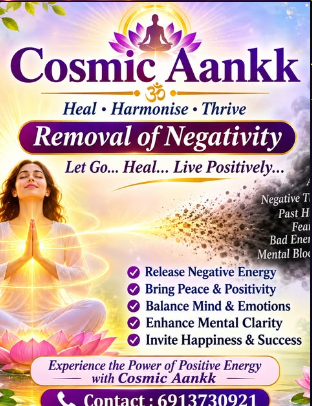 Cosmic Aankk
ॐ
Heal • Harmonise • Thrive
Removal of Negativity
Let Go... Heal... Live Positively...
Negative T
Past H
Fea
Bad Ener
Mental Bloc
Release Negative Energy
Bring Peace & Positivity
Balance Mind & Emotions
Enhance Mental Clarity
Invite Happiness & Success
Experience the Power of Positive Energy
with Cosmic Aankk
Contact : 6913730921